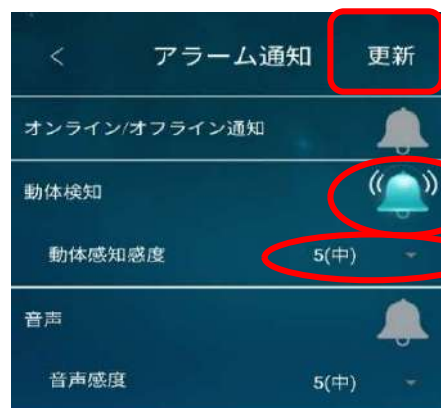 < アラーム通知 更新
オンライン/オフライン通知
動体検知
動体感知感度 5(中)
音声
音声感度 5(中)